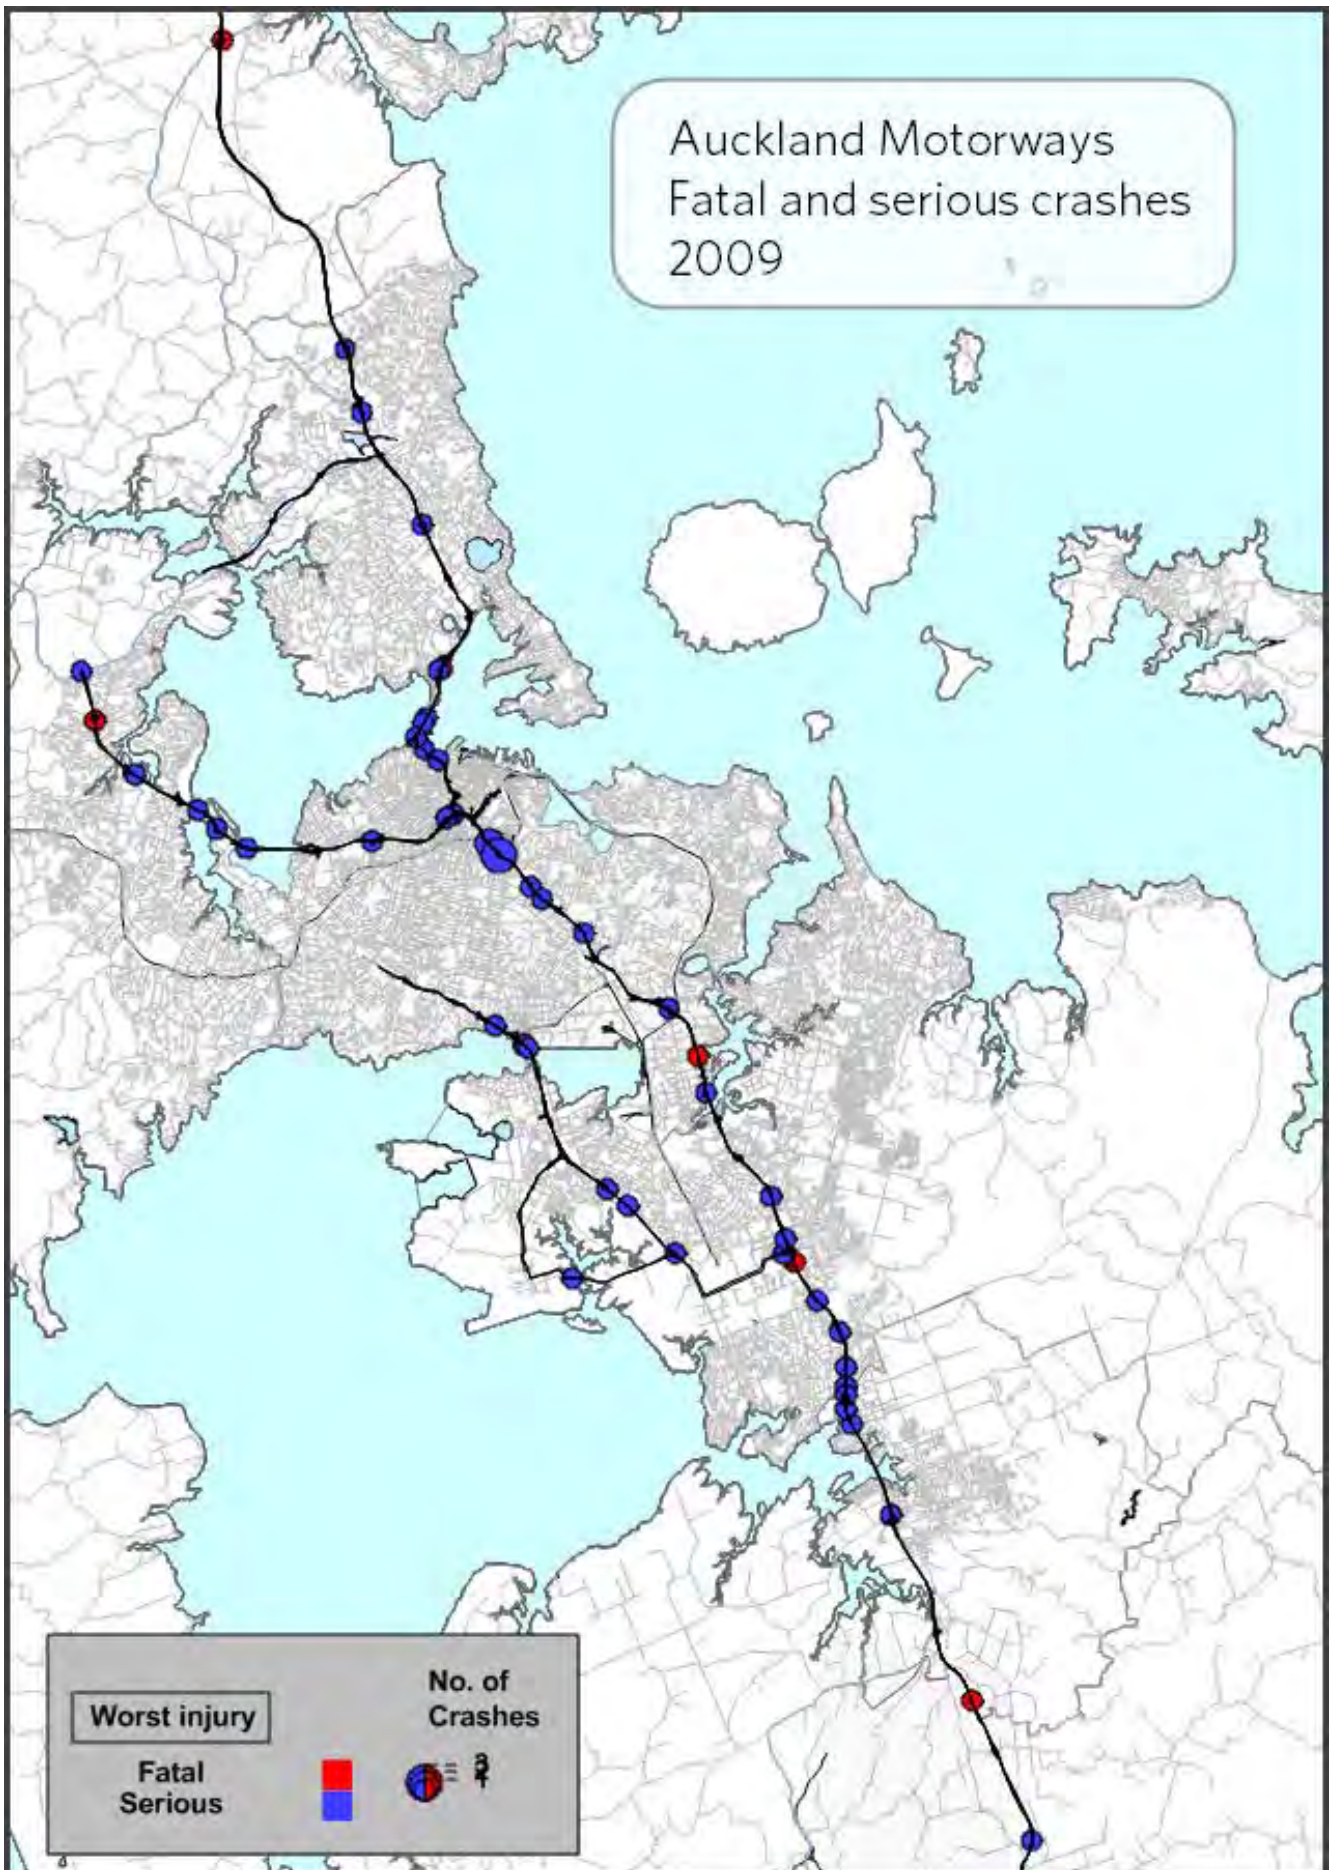 Auckland Motorways
Fatal and serious crashes
2009
No. of
Crashes
Worst injury
Fatal
Serious